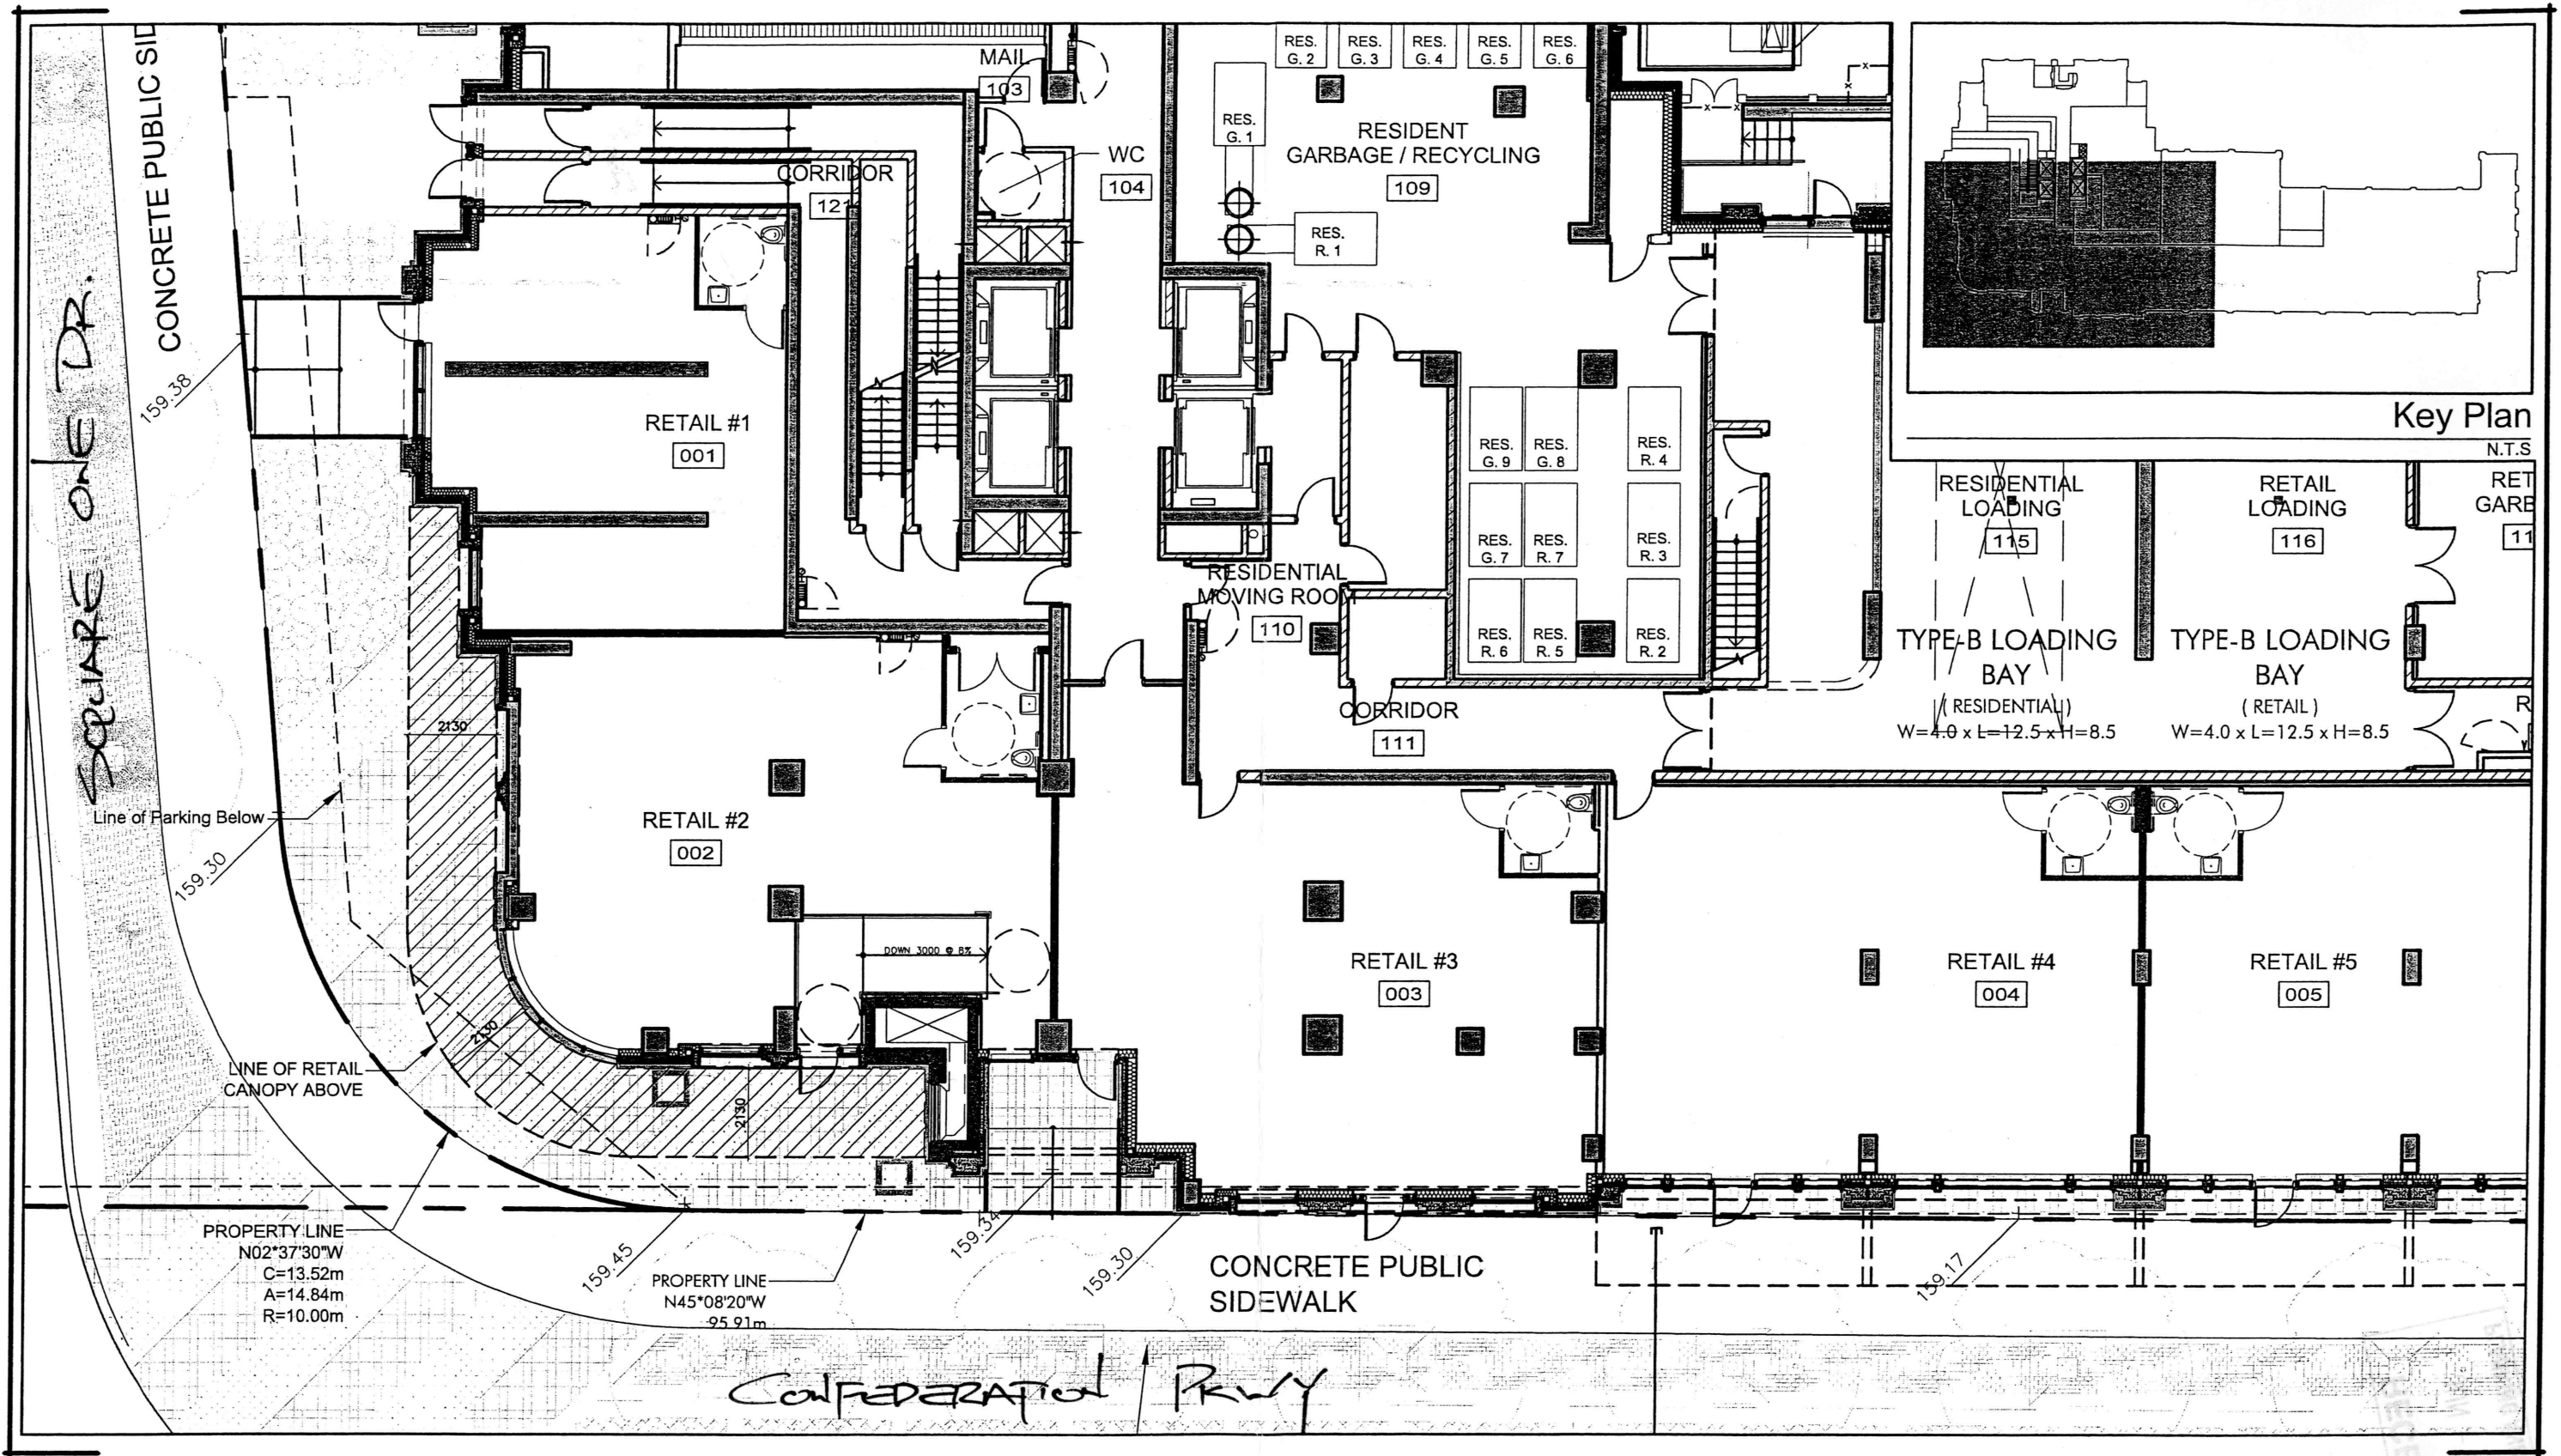 CONCRETE PUBLIC SID
SQUARE ONE DR.
159.38
MAIL
103
CORRIDOR
121
WC
104
RES.
G. 2
RES.
G. 3
RES.
G. 4
RES.
G. 5
RES.
G. 6
RES.
G. 1
RESIDENT
GARBAGE / RECYCLING
109
RES.
R. 1
Key Plan
N.T.S
RETAIL #1
001
RES.
G. 9
RES.
G. 8
RES.
R. 4
RES.
G. 7
RES.
R. 7
RES.
R. 3
RES.
R. 6
RES.
R. 5
RES.
R. 2
RESIDENTIAL
LOADING
115
RETAIL
LOADING
116
RET
GARB
11
RESIDENTIAL
MOVING ROOM
110
TYPE-B LOADING
BAY
( RESIDENTIAL)
W=4.0 x L=12.5 x H=8.5
TYPE-B LOADING
BAY
( RETAIL )
W=4.0 x L=12.5 x H=8.5
R
CORRIDOR
111
2130
Line of Parking Below
159.30
RETAIL #2
002
DOWN 3000 @ 8%
RETAIL #3
003
RETAIL #4
004
RETAIL #5
005
2130
LINE OF RETAIL
CANOPY ABOVE
2130
PROPERTY LINE
N02°37'30"W
C=13.52m
A=14.84m
R=10.00m
159.45
PROPERTY LINE
N45°08'20"W
95.91m
159.34
159.30
CONCRETE PUBLIC
SIDEWALK
159.17
CONFEDERATION PKWY